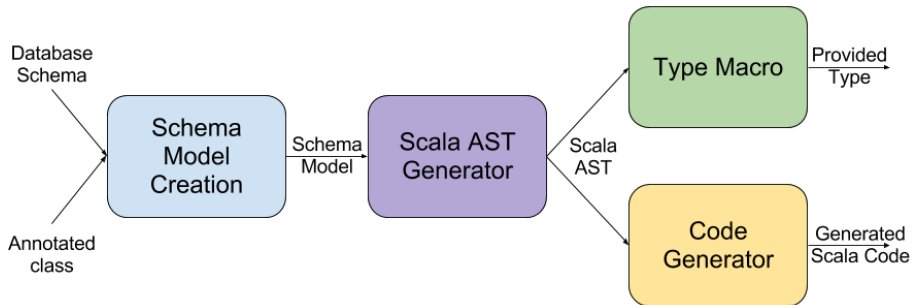 Database
Schema
Annotated
class
Schema
Model
Creation
Schema
Model
Scala AST
Generator
Scala
AST
Type Macro
Provided
Type
Code
Generator
Generated
Scala Code